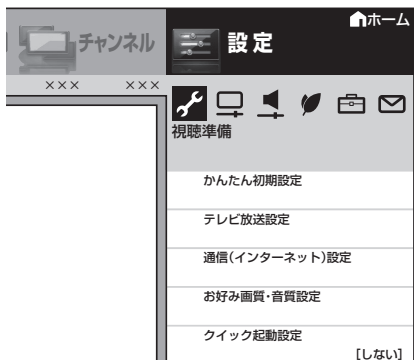 チャンネル
設定
ホーム
××× ×××
視聴準備
かんたん初期設定
テレビ放送設定
通信(インターネット)設定
お好み画質・音質設定
クイック起動設定
[しない]